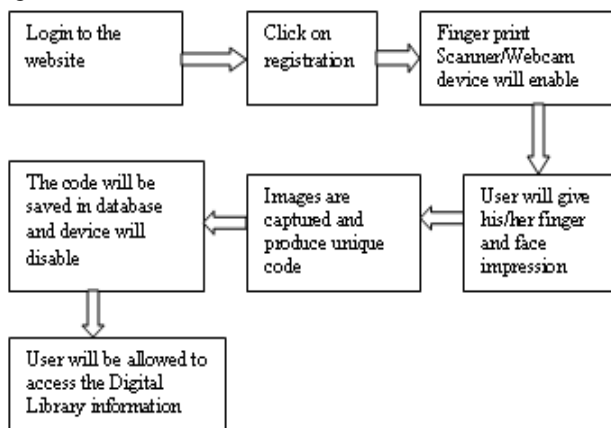 Login to the
website
Click on
registration
Finger print
Scanner/Webcam
device will enable
User will give
his/her finger
and face
impression
Images are
captured and
produce unique
code
The code will be
saved in database
and device will
disable
User will be allowed to
access the Digital
Library information